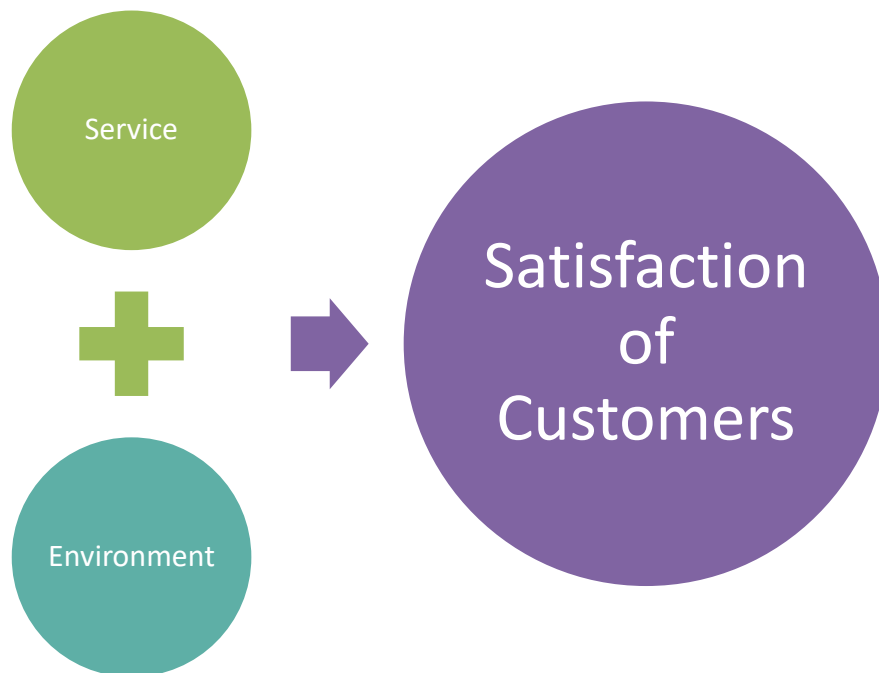 Service
Environment
Satisfaction
of
Customers